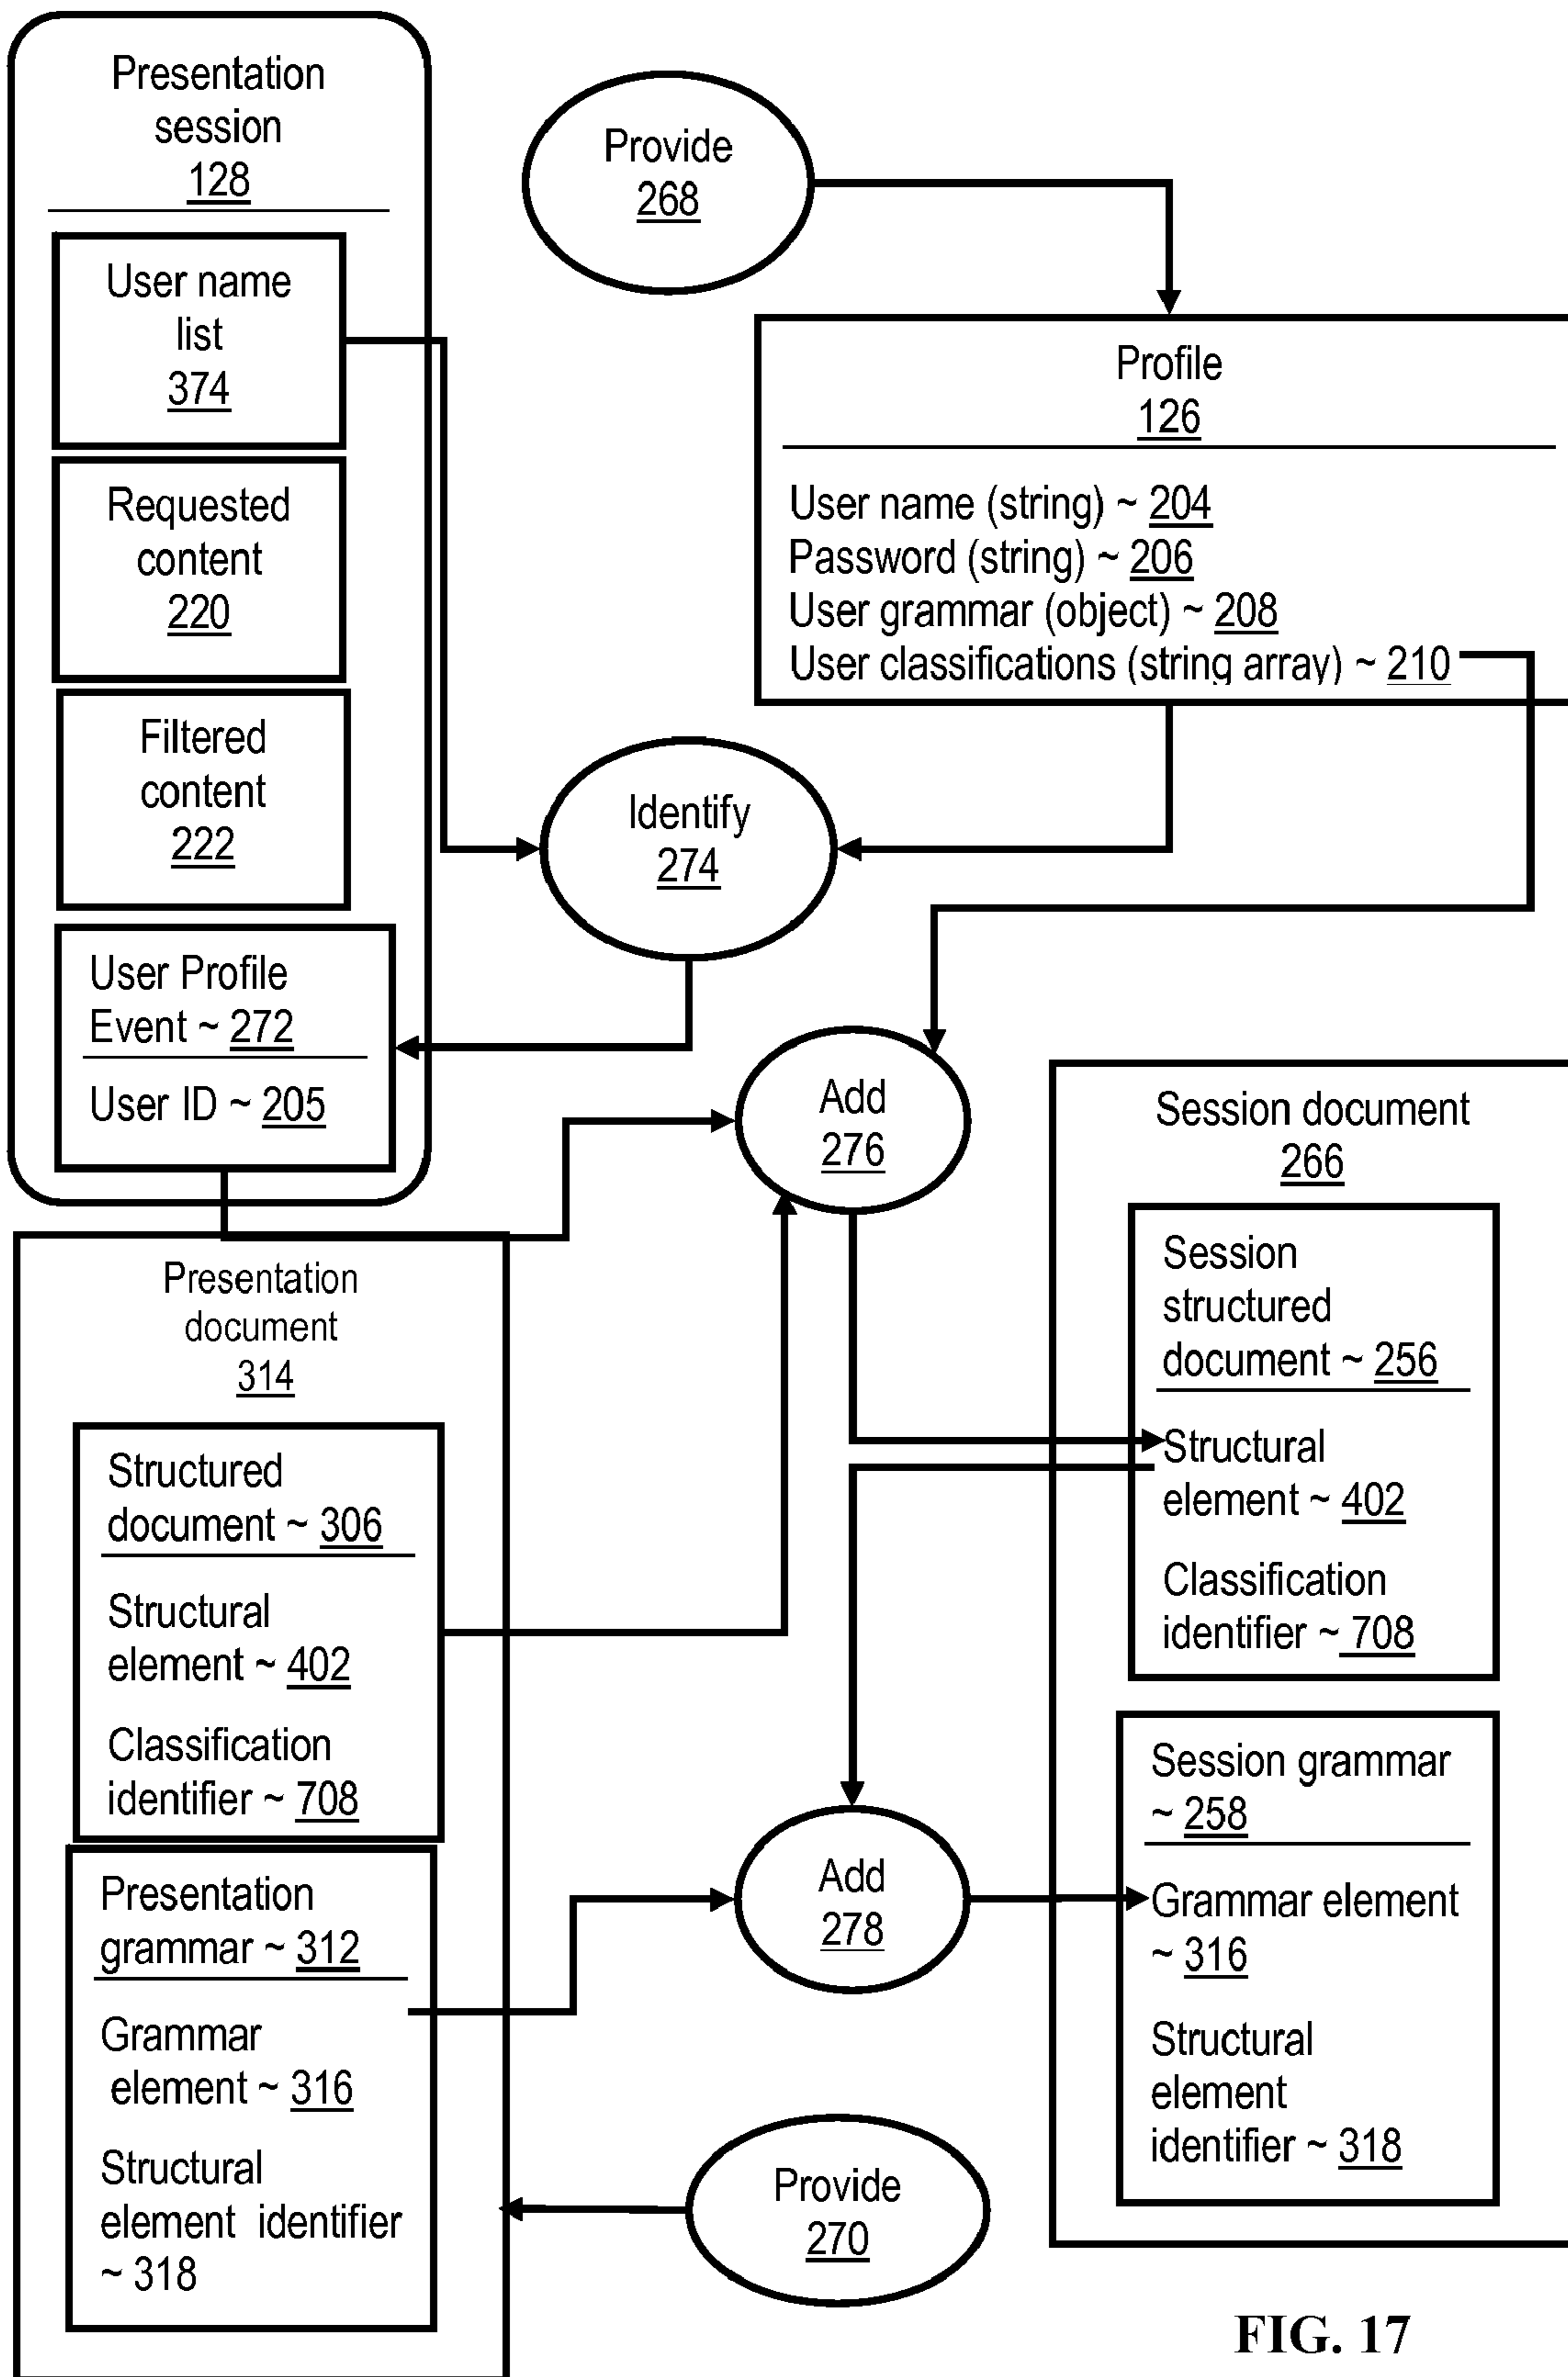 Presentation
session
128
User name
list
374
Requested
content
220
Filtered
content
222
User Profile
Event ~ 272
User ID ~ 205
Provide
268
Profile
126
User name (string) ~ 204
Password (string) ~ 206
User grammar (object) ~ 208
User classifications (string array) ~ 210
Identify
274
Add
276
Presentation
document
314
Structured
document ~ 306
Structural
element ~ 402
Classification
identifier ~ 708
Presentation
grammar ~ 312
Grammar
element ~ 316
Structural
element identifier
~ 318
Session document
266
Session
structured
document ~ 256
Structural
element ~ 402
Classification
identifier ~ 708
Session grammar
~ 258
Grammar element
~ 316
Structural
element
identifier ~ 318
Add
278
Provide
270
FIG. 17